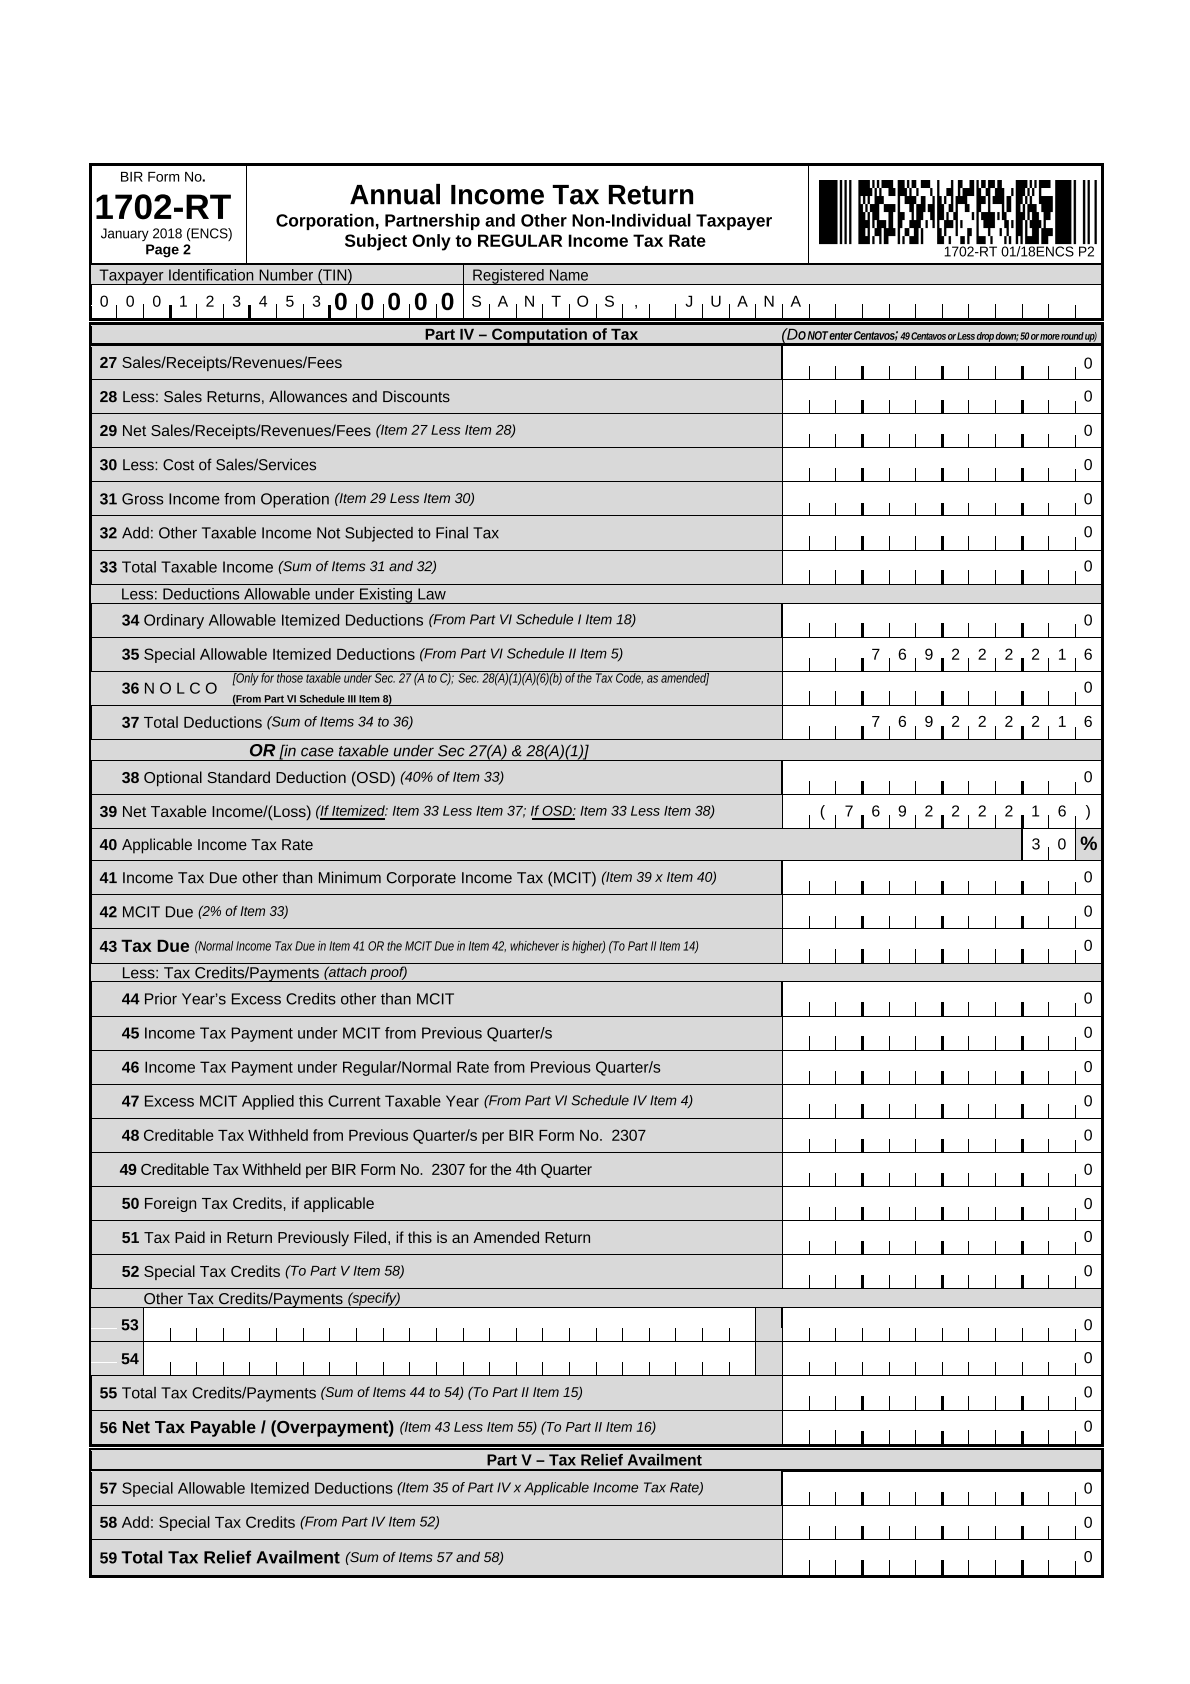 BIR Form No.
1702-RT
January 2018 (ENCS)
Page 2
Annual Income Tax Return
Corporation, Partnership and Other Non-Individual Taxpayer
Subject Only to REGULAR Income Tax Rate
1702-RT 01/18ENCS P2
Taxpayer Identification Number (TIN) Registered Name
0 0 0 1 2 3 4 5 3 0 0 0 0 0 S A N T O S , J U A N A
Part IV – Computation of Tax (DO NOT enter Centavos; 49 Centavos or Less drop down; 50 or more round up)
27 Sales/Receipts/Revenues/Fees 0
28 Less: Sales Returns, Allowances and Discounts 0
29 Net Sales/Receipts/Revenues/Fees (Item 27 Less Item 28) 0
30 Less: Cost of Sales/Services 0
31 Gross Income from Operation (Item 29 Less Item 30) 0
32 Add: Other Taxable Income Not Subjected to Final Tax 0
33 Total Taxable Income (Sum of Items 31 and 32) 0
Less: Deductions Allowable under Existing Law
34 Ordinary Allowable Itemized Deductions (From Part VI Schedule I Item 18) 0
35 Special Allowable Itemized Deductions (From Part VI Schedule II Item 5) 7 6 9 2 2 2 2 1 6
36 N O L C O [Only for those taxable under Sec. 27 (A to C); Sec. 28(A)(1)(A)(6)(b) of the Tax Code, as amended] 0
(From Part VI Schedule III Item 8)
37 Total Deductions (Sum of Items 34 to 36) 7 6 9 2 2 2 2 1 6
OR [in case taxable under Sec 27(A) & 28(A)(1)]
38 Optional Standard Deduction (OSD) (40% of Item 33) 0
39 Net Taxable Income/(Loss) (If Itemized: Item 33 Less Item 37; If OSD: Item 33 Less Item 38) ( 7 6 9 2 2 2 2 1 6 )
40 Applicable Income Tax Rate 3 0 %
41 Income Tax Due other than Minimum Corporate Income Tax (MCIT) (Item 39 x Item 40) 0
42 MCIT Due (2% of Item 33) 0
43 Tax Due (Normal Income Tax Due in Item 41 OR the MCIT Due in Item 42, whichever is higher) (To Part II Item 14) 0
Less: Tax Credits/Payments (attach proof)
44 Prior Year's Excess Credits other than MCIT 0
45 Income Tax Payment under MCIT from Previous Quarter/s 0
46 Income Tax Payment under Regular/Normal Rate from Previous Quarter/s 0
47 Excess MCIT Applied this Current Taxable Year (From Part VI Schedule IV Item 4) 0
48 Creditable Tax Withheld from Previous Quarter/s per BIR Form No. 2307 0
49 Creditable Tax Withheld per BIR Form No. 2307 for the 4th Quarter 0
50 Foreign Tax Credits, if applicable 0
51 Tax Paid in Return Previously Filed, if this is an Amended Return 0
52 Special Tax Credits (To Part V Item 58) 0
Other Tax Credits/Payments (specify)
53 0
54 0
55 Total Tax Credits/Payments (Sum of Items 44 to 54) (To Part II Item 15) 0
56 Net Tax Payable / (Overpayment) (Item 43 Less Item 55) (To Part II Item 16) 0
Part V – Tax Relief Availment
57 Special Allowable Itemized Deductions (Item 35 of Part IV x Applicable Income Tax Rate) 0
58 Add: Special Tax Credits (From Part IV Item 52) 0
59 Total Tax Relief Availment (Sum of Items 57 and 58) 0